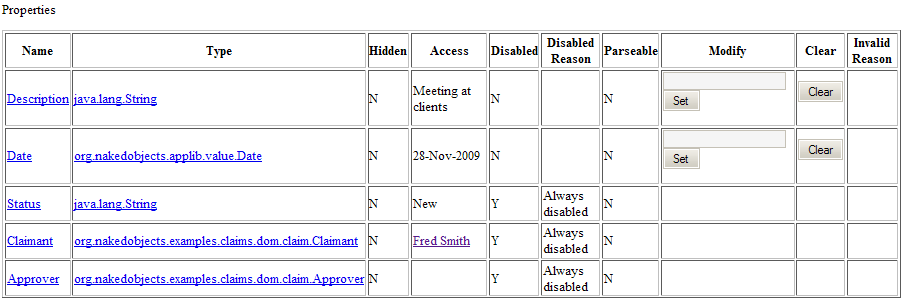 Properties
Name Type Hidden Access Disabled Disabled Reason Parseable Modify Clear Invalid Reason
Description java.lang.String N Meeting at clients N N Set Clear
Date org.nakedobjects.applib.value.Date N 28-Nov-2009 N N Set Clear
Status java.lang.String N New Y Always disabled N
Claimant org.nakedobjects.examples.claims.dom.claim.Claimant N Fred Smith Y Always disabled N
Approver org.nakedobjects.examples.claims.dom.claim.Approver N Y Always disabled N